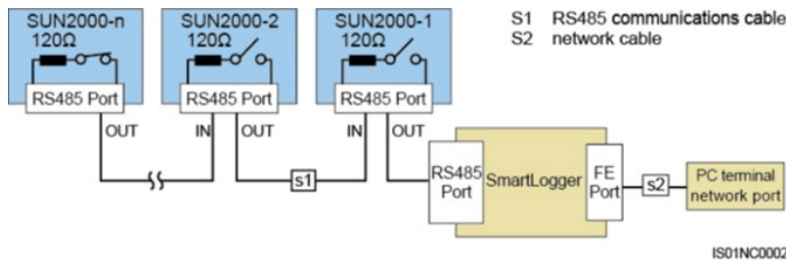 SUN2000-n
120Ω
RS485 Port
OUT
SUN2000-2
120Ω
RS485 Port
IN
OUT
SUN2000-1
120Ω
RS485 Port
IN
OUT
S1 RS485 communications cable
S2 network cable
s1
RS485
Port
SmartLogger
FE
Port
s2
PC terminal
network port
IS01NC0002